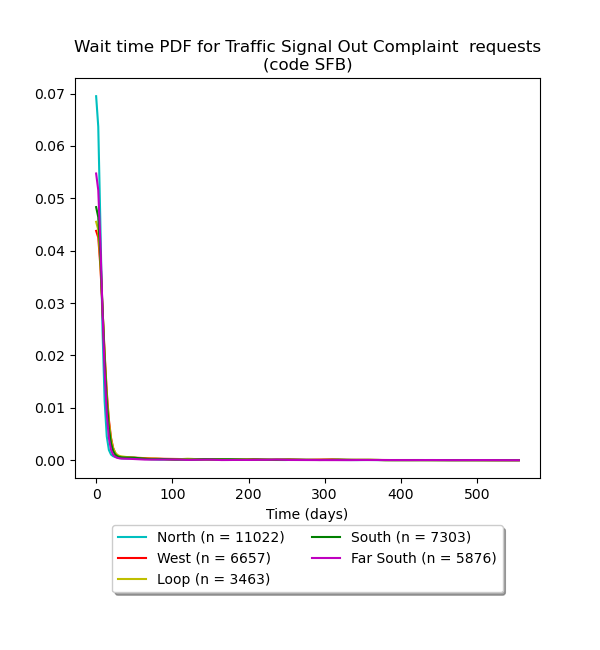 Wait time PDF for Traffic Signal Out Complaint  requests
(code SFB)
0.07
0.06
0.05
0.04
0.03
0.02
0.01
0.00
0 100 200 300 400 500
Time (days)
North (n = 11022)
West (n = 6657)
Loop (n = 3463)
South (n = 7303)
Far South (n = 5876)